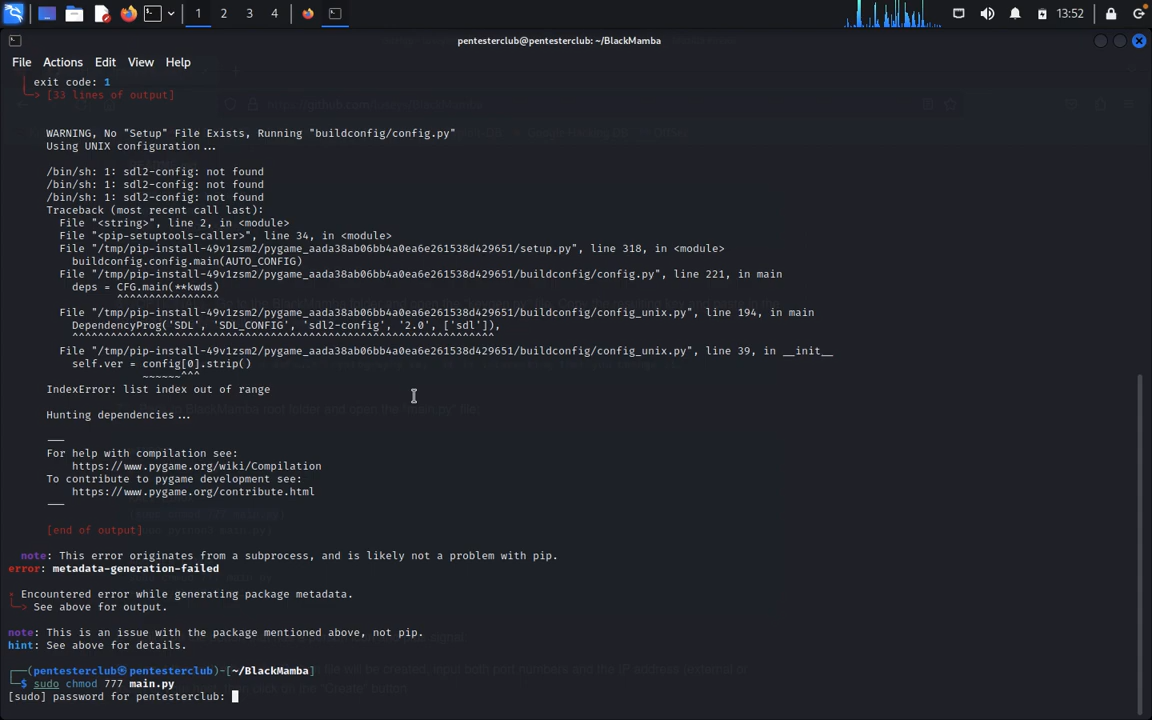 1 2 3 4 13:52
pentesterclub@pentesterclub: ~/BlackMamba
File Actions Edit View Help
exit code: 1
[33 lines of output]
WARNING, No "Setup" File Exists, Running "buildconfig/config.py"
Using UNIX configuration...
/bin/sh: 1: sdl2-config: not found
/bin/sh: 1: sdl2-config: not found
/bin/sh: 1: sdl2-config: not found
Traceback (most recent call last):
File "<string>", line 2, in <module>
File "<pip-setuptools-caller>", line 34, in <module>
File "/tmp/pip-install-49v1zsm2/pygame_aada38ab06bb4a0ea6e261538d429651/setup.py", line 318, in <module>
buildconfig.config.main(AUTO_CONFIG)
File "/tmp/pip-install-49v1zsm2/pygame_aada38ab06bb4a0ea6e261538d429651/buildconfig/config.py", line 221, in main
deps = CFG.main(**kwds)
^^^^^^^^^^^^^^^^
File "/tmp/pip-install-49v1zsm2/pygame_aada38ab06bb4a0ea6e261538d429651/buildconfig/config_unix.py", line 194, in main
DependencyProg('SDL', 'SDL_CONFIG', 'sdl2-config', '2.0', ['sdl']),
^^^^^^^^^^^^^^^^^^^^^^^^^^^^^^^^^^^^^^^^^^^^^^^^^^^^^^^^^^^^^^^^^^
File "/tmp/pip-install-49v1zsm2/pygame_aada38ab06bb4a0ea6e261538d429651/buildconfig/config_unix.py", line 39, in __init__
self.ver = config[0].strip()
~~~~~~^^^
IndexError: list index out of range
Hunting dependencies...
---
For help with compilation see:
https://www.pygame.org/wiki/Compilation
To contribute to pygame development see:
https://www.pygame.org/contribute.html
---
[end of output]
note: This error originates from a subprocess, and is likely not a problem with pip.
error: metadata-generation-failed
× Encountered error while generating package metadata.
╰─> See above for output.
note: This is an issue with the package mentioned above, not pip.
hint: See above for details.
┌──(pentesterclub㉿pentesterclub)-[~/BlackMamba]
└─$ sudo chmod 777 main.py
[sudo] password for pentesterclub: